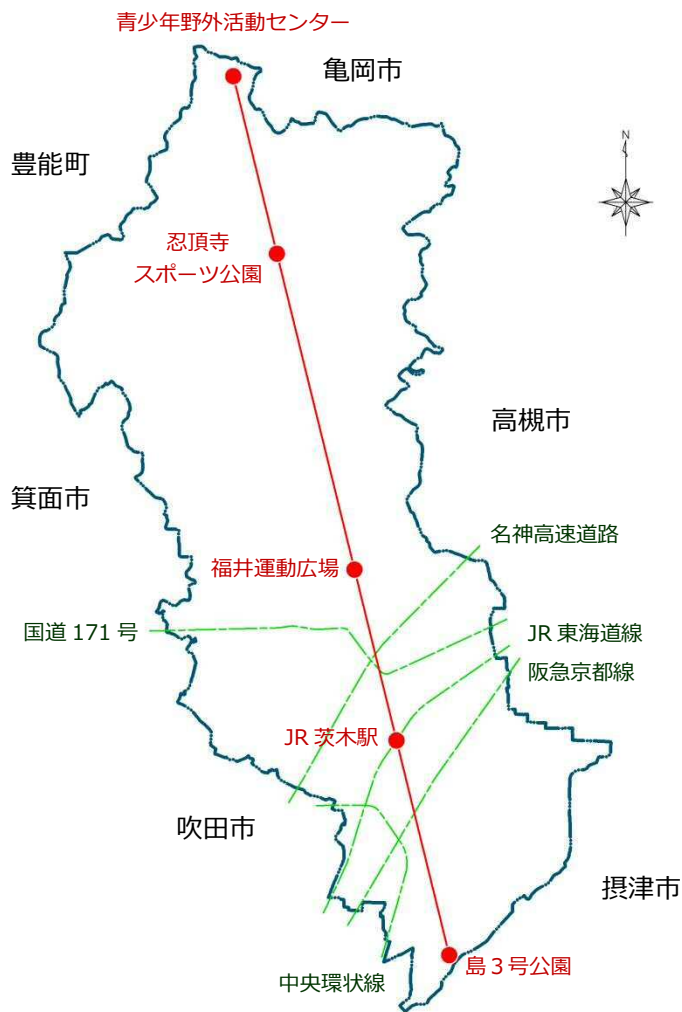 青少年野外活動センター
亀岡市
N
豊能町
忍頂寺
スポーツ公園
高槻市
箕面市
名神高速道路
福井運動広場
国道 171 号
JR 東海道線
阪急京都線
JR 茨木駅
吹田市
摂津市
島3号公園
中央環状線